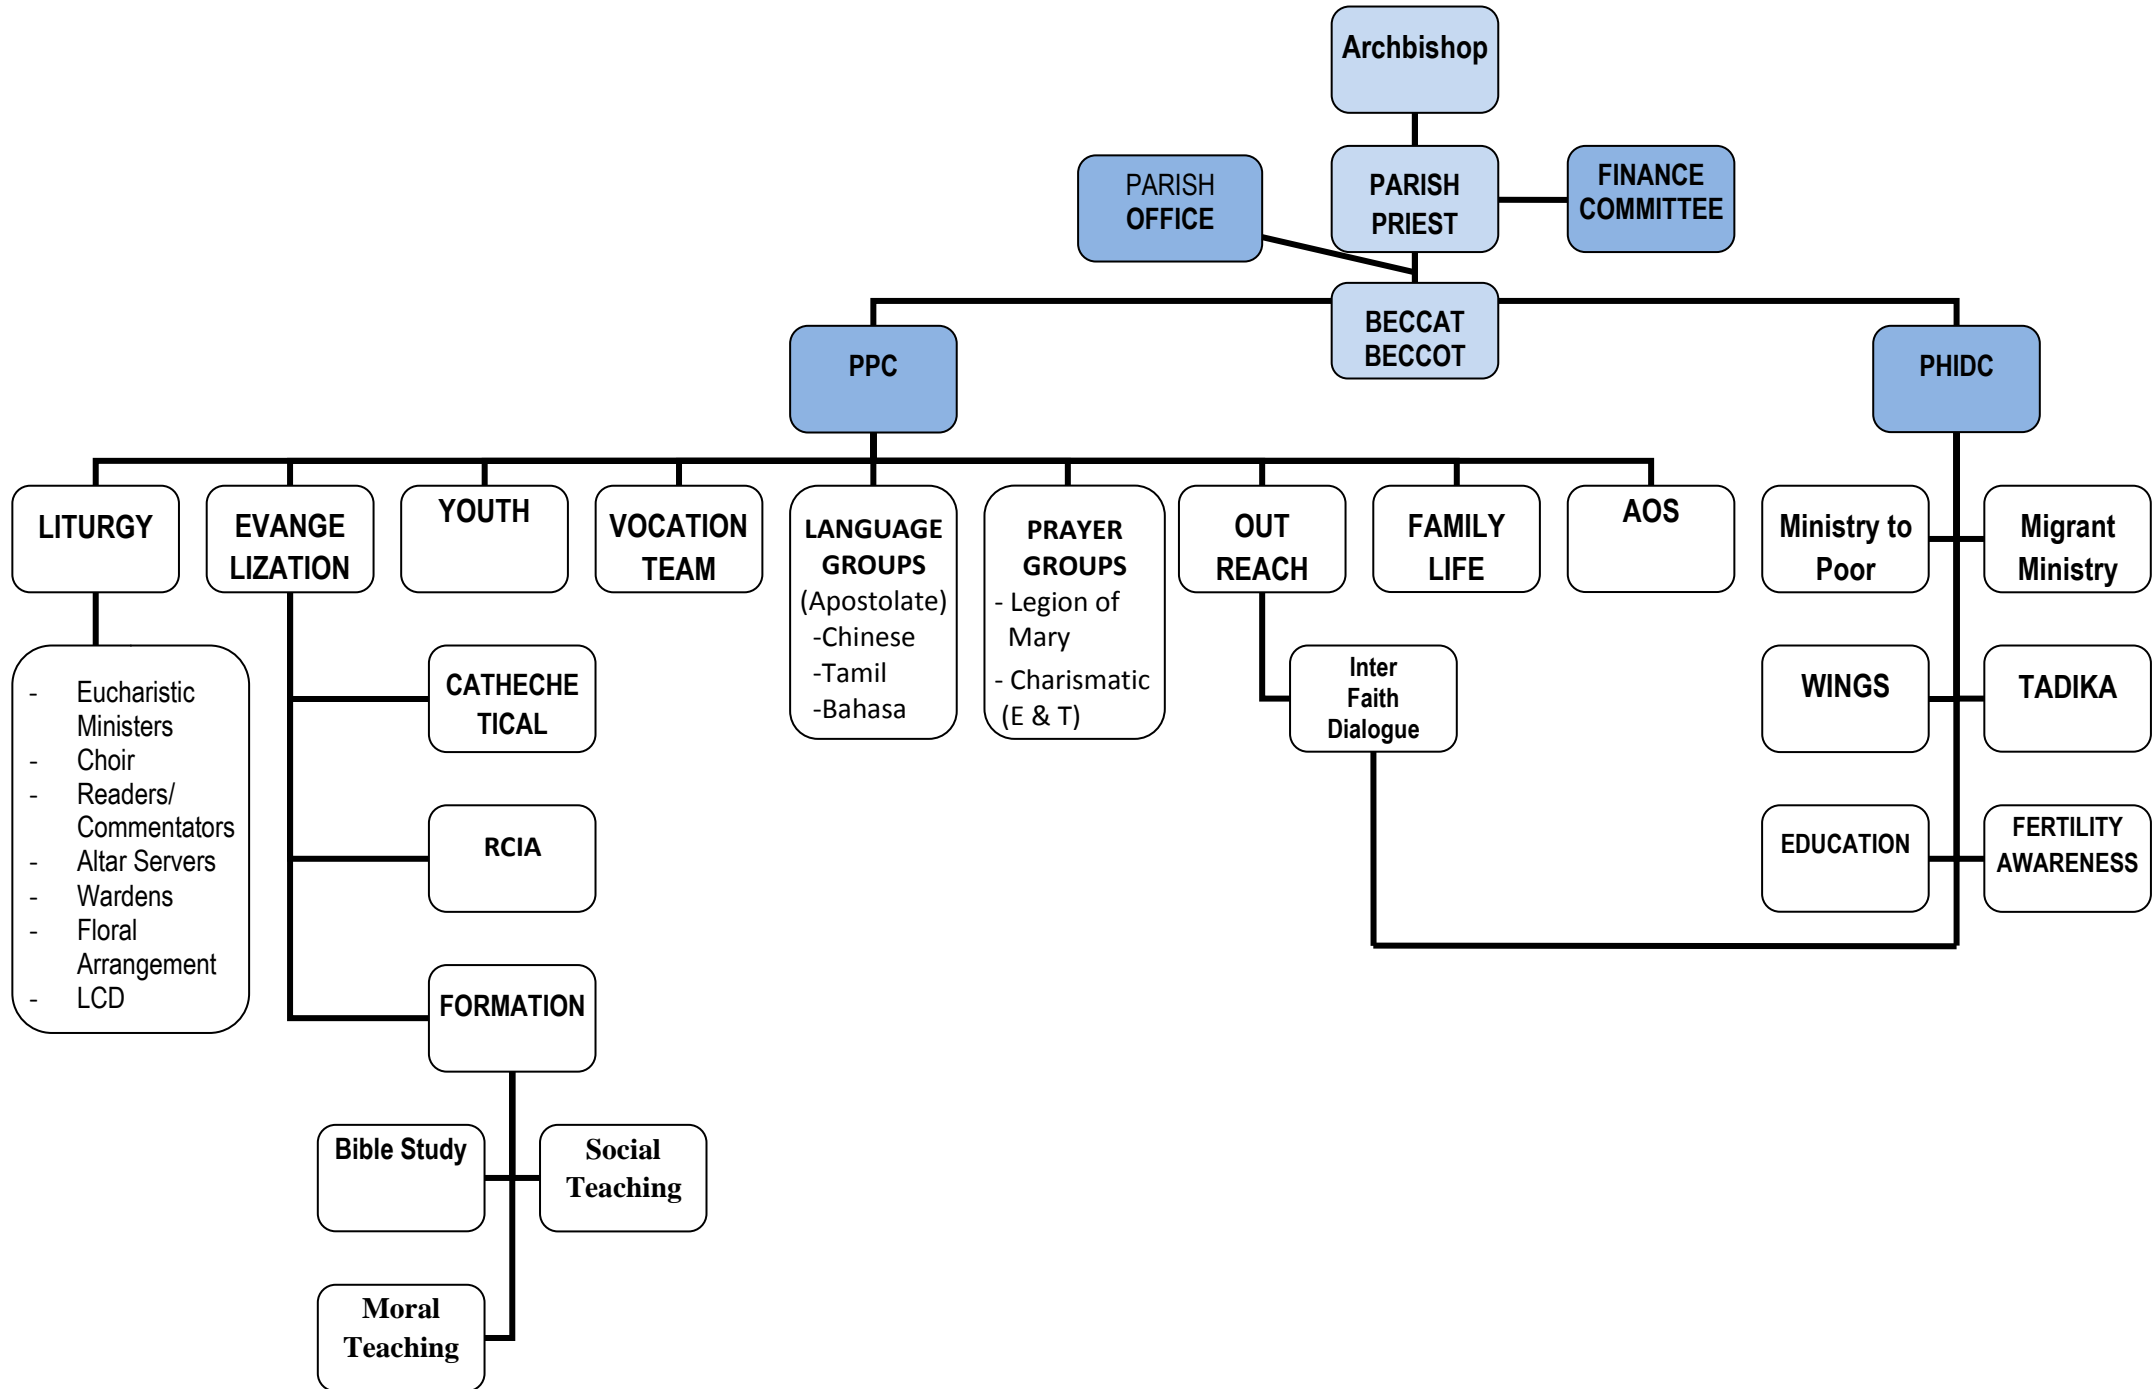 Archbishop
PARISH
OFFICE
PARISH
PRIEST
FINANCE
COMMITTEE
BECCAT
BECCOT
PPC
PHIDC
LITURGY
EVANGE
LIZATION
YOUTH
VOCATION
TEAM
LANGUAGE
GROUPS
(Apostolate)
-Chinese
-Tamil
-Bahasa
PRAYER
GROUPS
- Legion of
Mary
- Charismatic
(E & T)
OUT
REACH
FAMILY
LIFE
AOS
Ministry to
Poor
Migrant
Ministry
- Eucharistic
Ministers
- Choir
- Readers/
Commentators
- Altar Servers
- Wardens
- Floral
Arrangement
- LCD
CATHECHE
TICAL
Inter
Faith
Dialogue
WINGS
TADIKA
RCIA
EDUCATION
FERTILITY
AWARENESS
FORMATION
Bible Study
Social
Teaching
Moral
Teaching